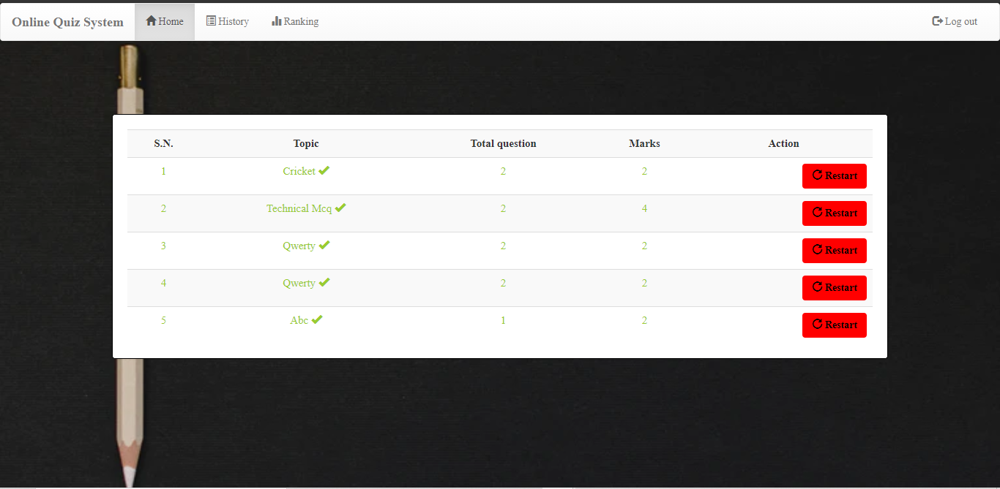 Online Quiz System Home History Ranking Log out
S.N. Topic Total question Marks Action
1 Cricket 2 2 Restart
2 Technical Mcq 2 4 Restart
3 Qwerty 2 2 Restart
4 Qwerty 2 2 Restart
5 Abc 1 2 Restart